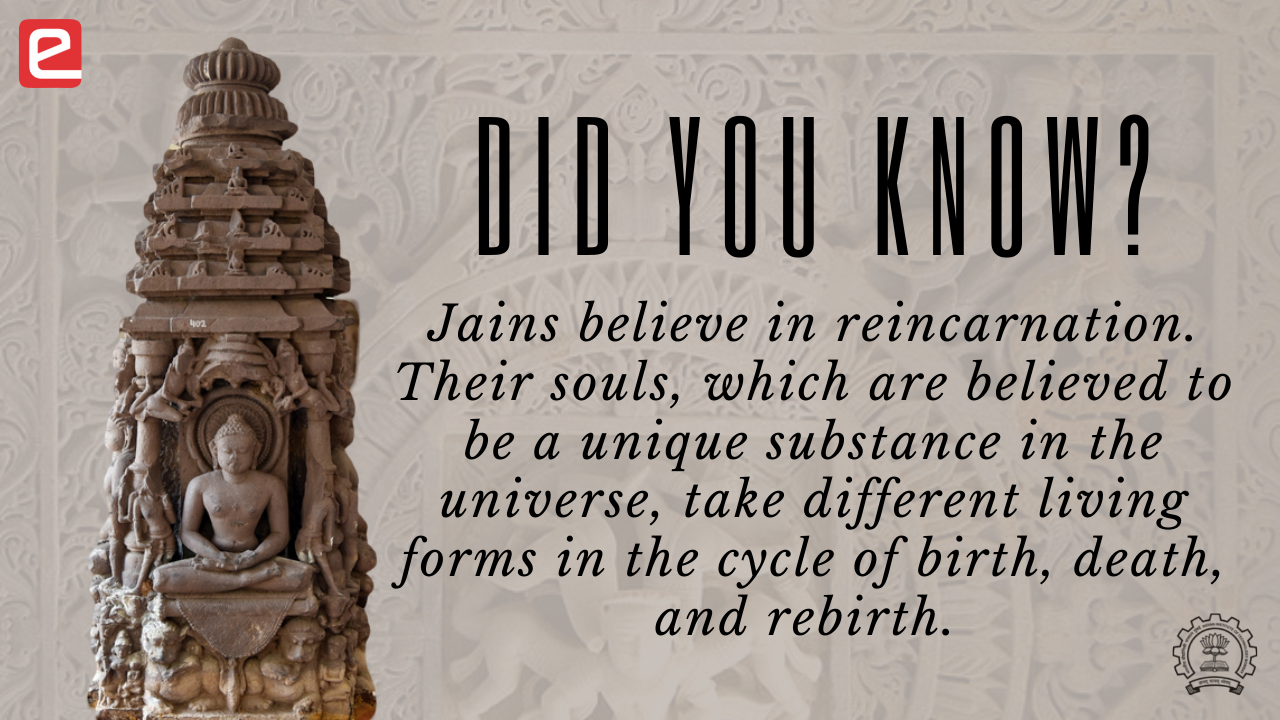 e
DID YOU KNOW?
Jains believe in reincarnation.
Their souls, which are believed to
be a unique substance in the
universe, take different living
forms in the cycle of birth, death,
and rebirth.
402